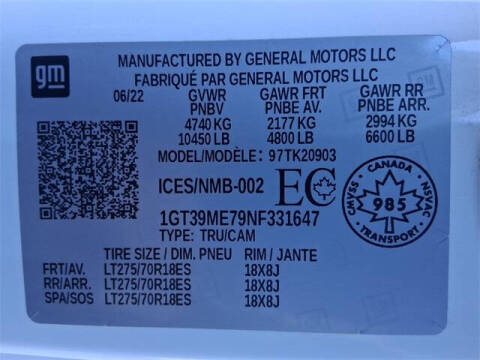 gm
MANUFACTURED BY GENERAL MOTORS LLC
FABRIQUÉ PAR GENERAL MOTORS LLC
06/22 GVWR GAWR FRT GAWR RR
PNBV PNBE AV. PNBE ARR.
4740 KG 2177 KG 2994 KG
10450 LB 4800 LB 6600 LB
MODEL/MODÈLE: 97TK20903
ICES/NMB-002 EC
CMVSS CANADA NSVAC
985
TRANSPORT
1GT39ME79NF331647
TYPE: TRU/CAM
TIRE SIZE / DIM. PNEU RIM / JANTE
FRT/AV. LT275/70R18ES 18X8J
RR/ARR. LT275/70R18ES 18X8J
SPA/SOS LT275/70R18ES 18X8J